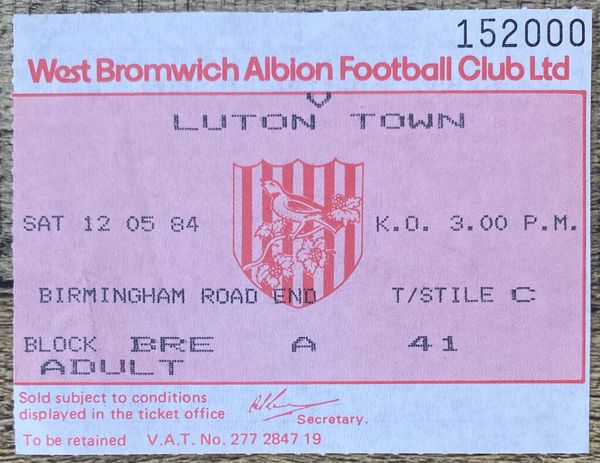 152000
West Bromwich Albion Football Club Ltd
V
LUTON TOWN
SAT 12 05 84 K.O. 3.00 P.M.
BIRMINGHAM ROAD END T/STILE C
BLOCK BRE A 41
ADULT
Sold subject to conditions
displayed in the ticket office
Secretary.
To be retained V.A.T. No. 277 2847 19